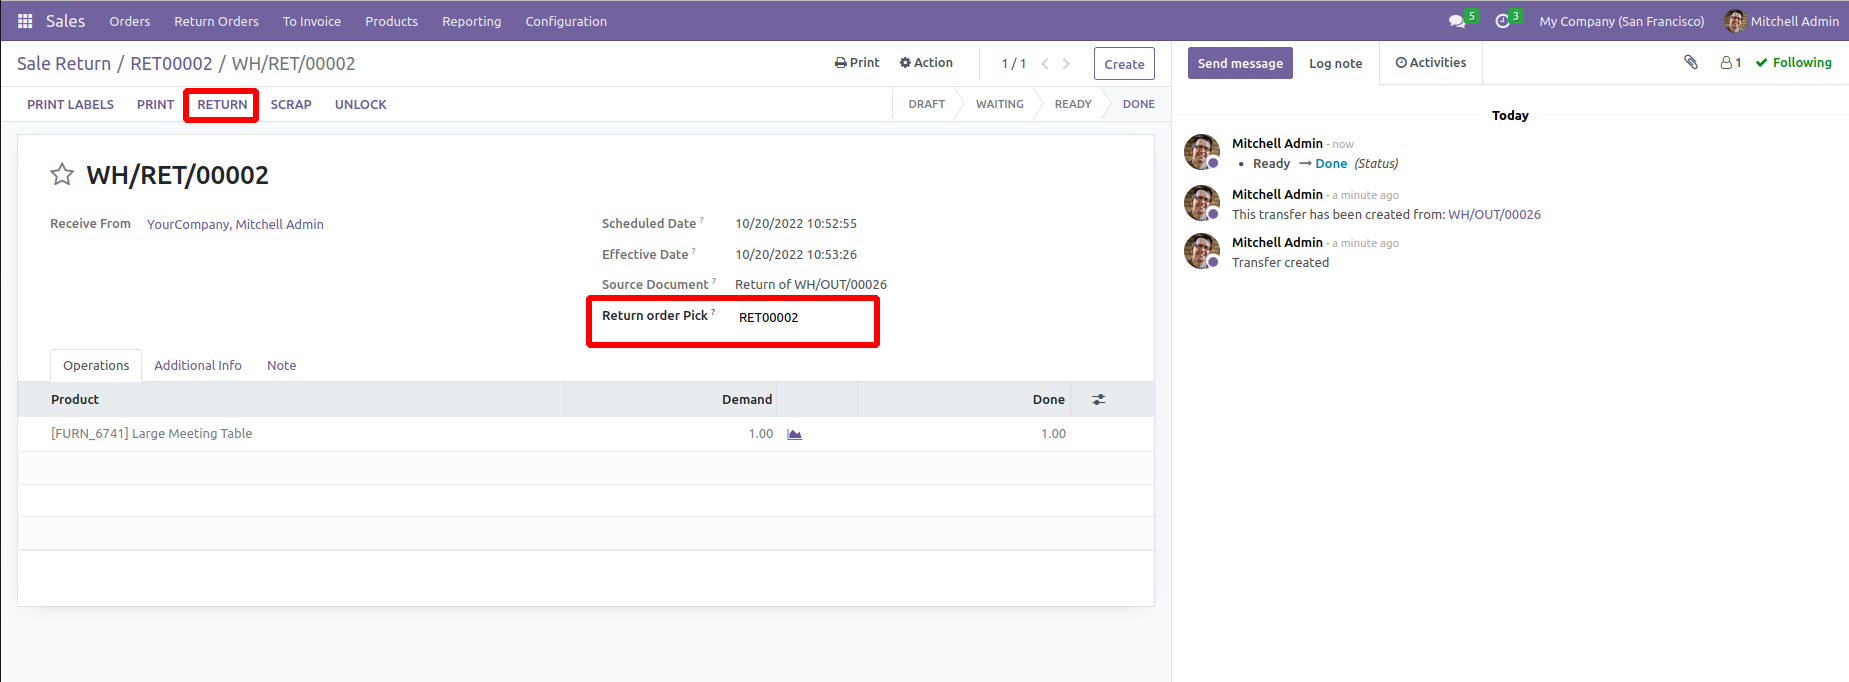 Sales Orders Return Orders To Invoice Products Reporting Configuration 5 3 My Company (San Francisco) Mitchell Admin
Sale Return / RET00002 / WH/RET/00002 Print Action 1 / 1 Create
PRINT LABELS PRINT RETURN SCRAP UNLOCK DRAFT WAITING READY DONE
WH/RET/00002
Receive From YourCompany, Mitchell Admin
Scheduled Date ? 10/20/2022 10:52:55
Effective Date ? 10/20/2022 10:53:26
Source Document ? Return of WH/OUT/00026
Return order Pick ? RET00002
Operations Additional Info Note
Product Demand Done
[FURN_6741] Large Meeting Table 1.00 1.00
Send message Log note Activities 1 Following
Today
Mitchell Admin - now
• Ready → Done (Status)
Mitchell Admin - a minute ago
This transfer has been created from: WH/OUT/00026
Mitchell Admin - a minute ago
Transfer created